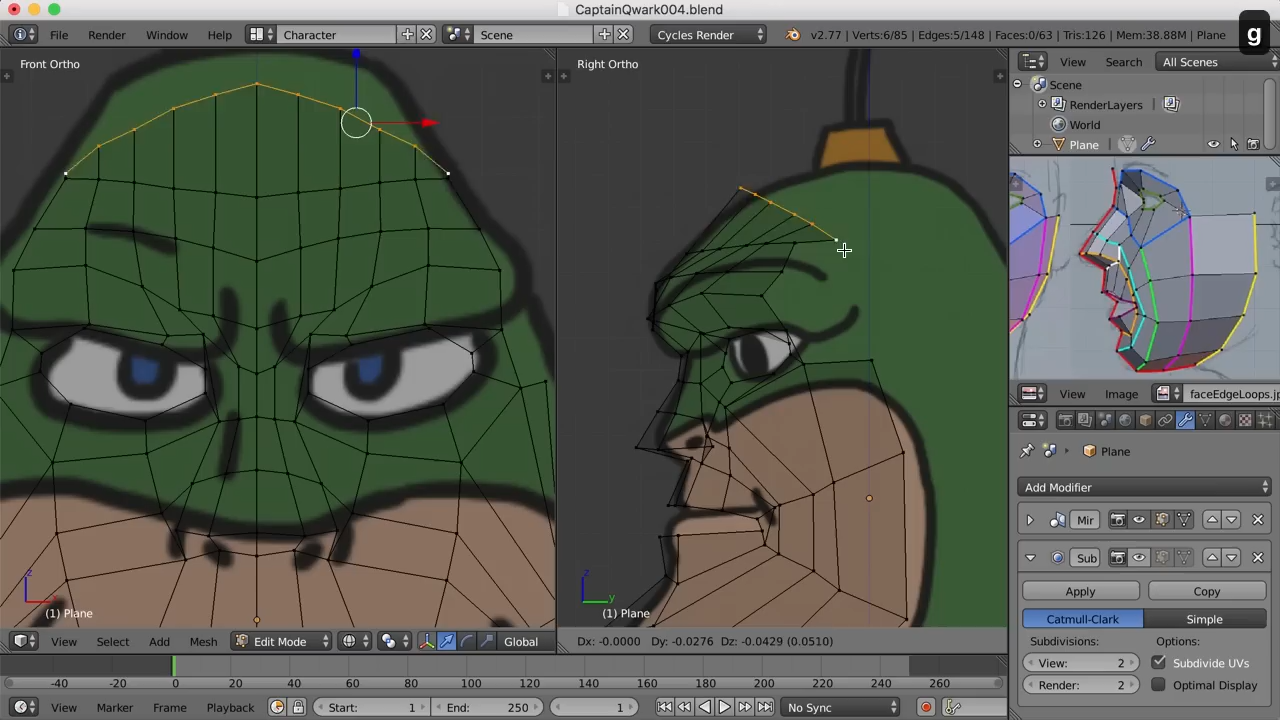 CaptainQwark004.blend
g
File Render Window Help Character Scene Cycles Render v2.77 | Verts:6/85 | Edges:5/148 | Faces:0/63 | Tris:126 | Mem:38.88M | Plane
Front Ortho
Right Ortho
View Search All Scenes
Scene
RenderLayers
World
Plane
View Image faceEdgeLoops.jp
Plane
Add Modifier
Mir
Sub
Apply Copy
Catmull-Clark Simple
Subdivisions: Options:
View: 2 Subdivide UVs
Render: 2 Optimal Display
z
z
y
(1) Plane
(1) Plane
View Select Add Mesh Edit Mode Global
Dx: -0.0000 Dy: -0.0276 Dz: -0.0429 (0.0510)
-40 -20 0 20 40 60 80 100 120 140 160 180 200 220 240 260
View Marker Frame Playback Start: 1 End: 250 1 No Sync